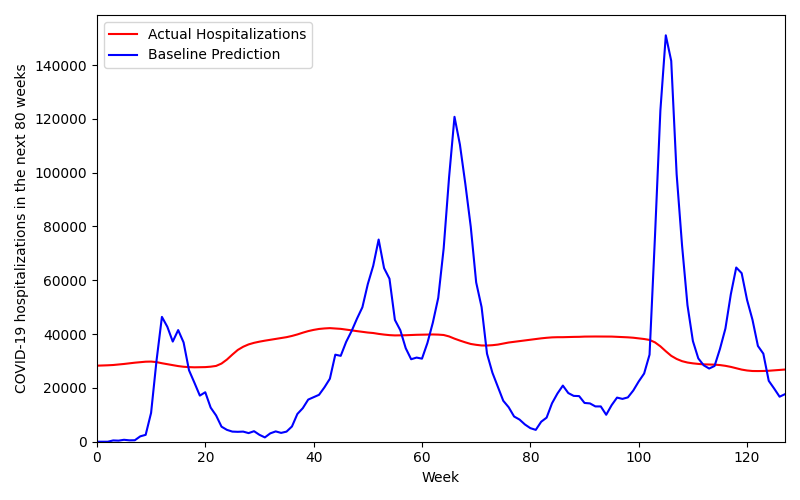 Actual Hospitalizations
Baseline Prediction
COVID-19 hospitalizations in the next 80 weeks
140000
120000
100000
80000
60000
40000
20000
0
0 20 40 60 80 100 120
Week